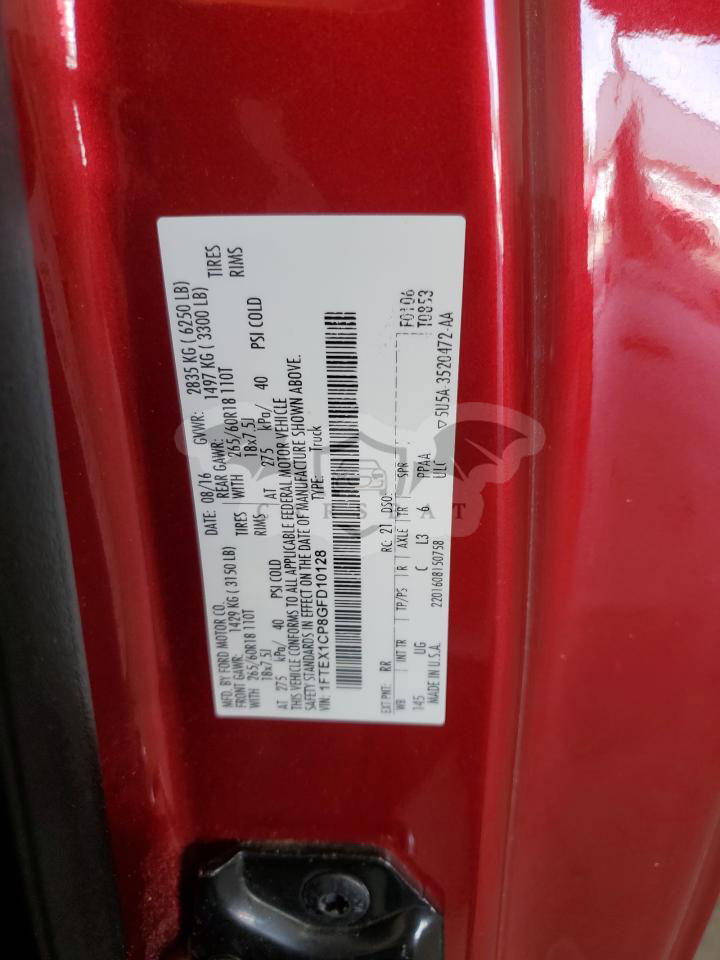 MFD. BY FORD MOTOR CO. DATE: 08/16 GVWR: 2835 KG ( 6250 LB)
FRONT GAWR: 1429 KG ( 3150 LB) REAR GAWR: 1497 KG ( 3300 LB)
WITH 265/60R18 110T TIRES WITH 265/60R18 110T TIRES
18x7.5J RIMS 18x7.5J RIMS
AT 275 kPa/ 40 PSI COLD AT 275 kPa/ 40 PSI COLD
THIS VEHICLE CONFORMS TO ALL APPLICABLE FEDERAL MOTOR VEHICLE
SAFETY STANDARDS IN EFFECT ON THE DATE OF MANUFACTURE SHOWN ABOVE.
VIN: 1FTEX1CP8GFD10128 TYPE: Truck
EXT PNT: RR RC: 21 DSO: F0106
WB INT TR TP/PS R AXLE TR SPR T0853
145 UG C L3 6 PPAA
MADE IN U.S.A. 2201608150758 ULC ▽5U5A-3520472-AA